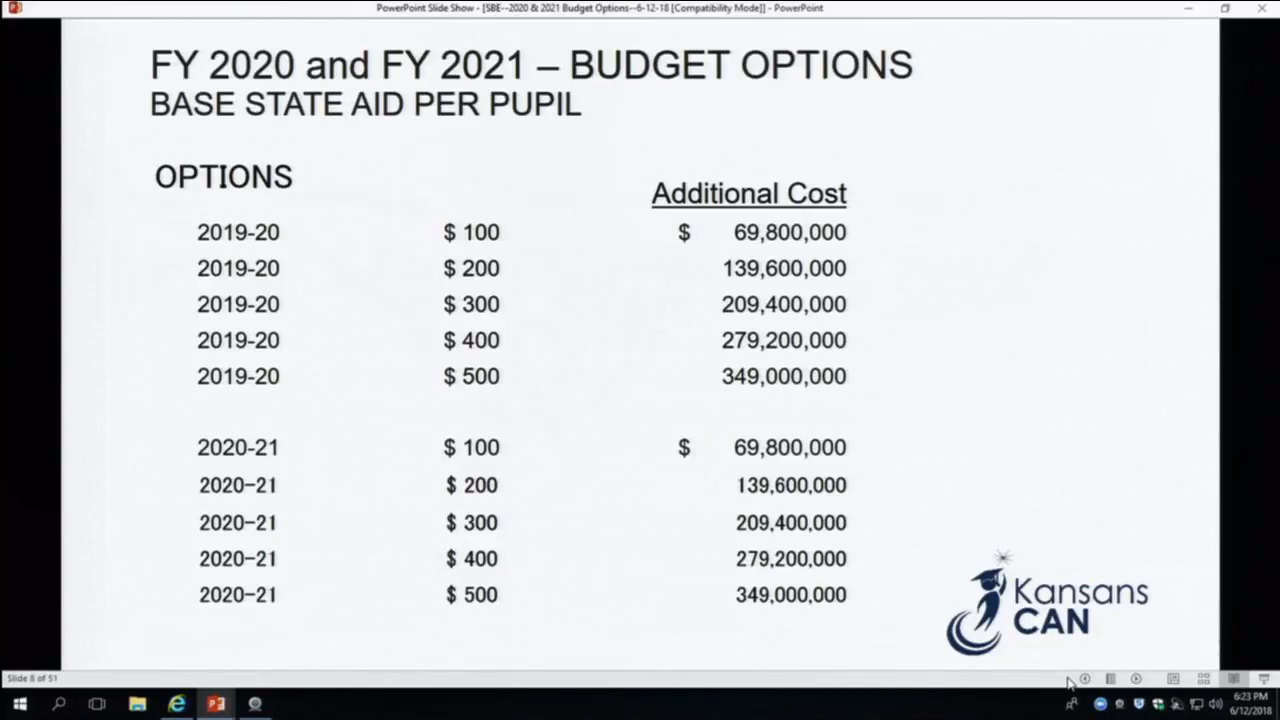 PowerPoint Slide Show - [SBE--2020 & 2021 Budget Options--6-12-18 [Compatibility Mode]] - PowerPoint
FY 2020 and FY 2021 – BUDGET OPTIONS
BASE STATE AID PER PUPIL
OPTIONS
Additional Cost
2019-20 $ 100 $ 69,800,000
2019-20 $ 200 139,600,000
2019-20 $ 300 209,400,000
2019-20 $ 400 279,200,000
2019-20 $ 500 349,000,000
2020-21 $ 100 $ 69,800,000
2020-21 $ 200 139,600,000
2020-21 $ 300 209,400,000
2020-21 $ 400 279,200,000
2020-21 $ 500 349,000,000
Kansans
CAN
Slide 8 of 51
6:23 PM
6/12/2018